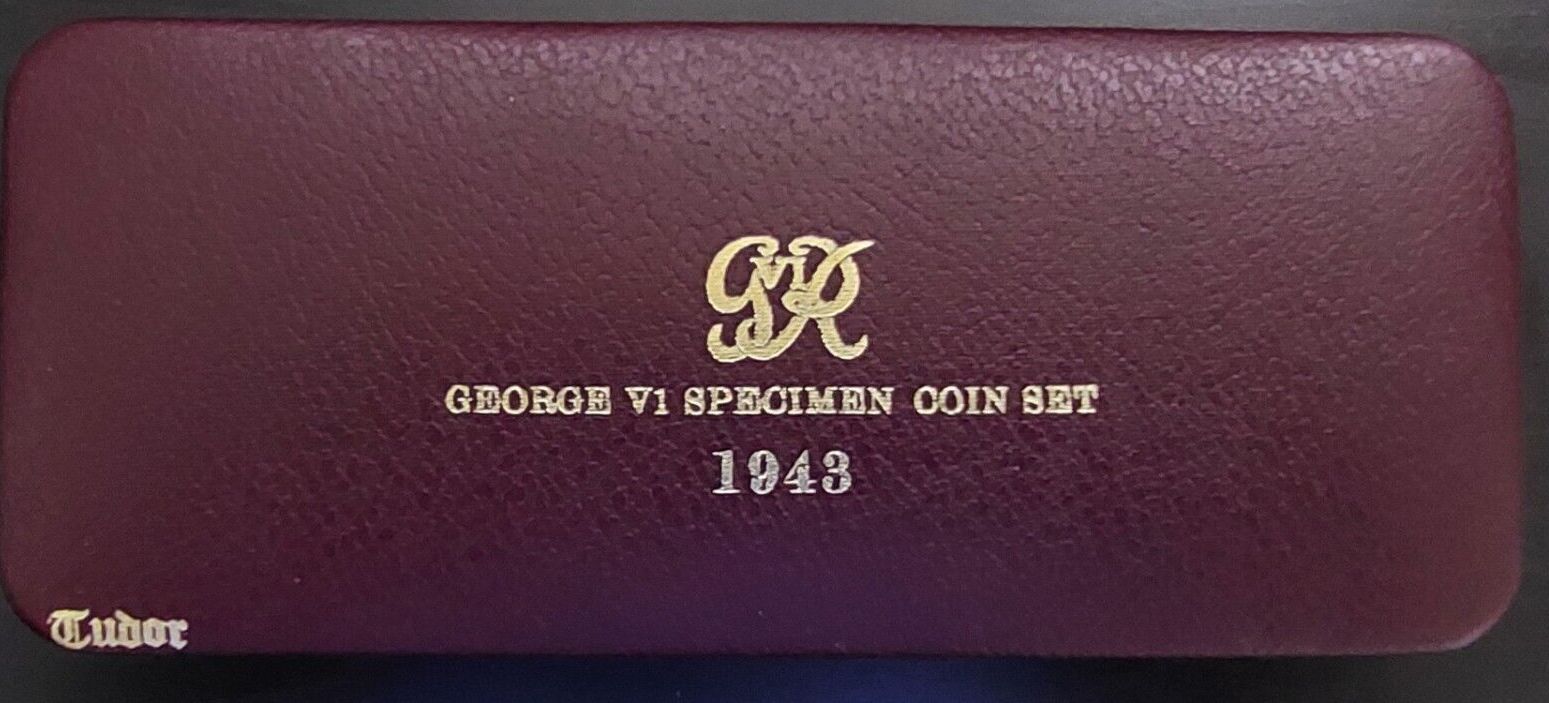 GviR
GEORGE V1 SPECIMEN COIN SET
1943
Tudor